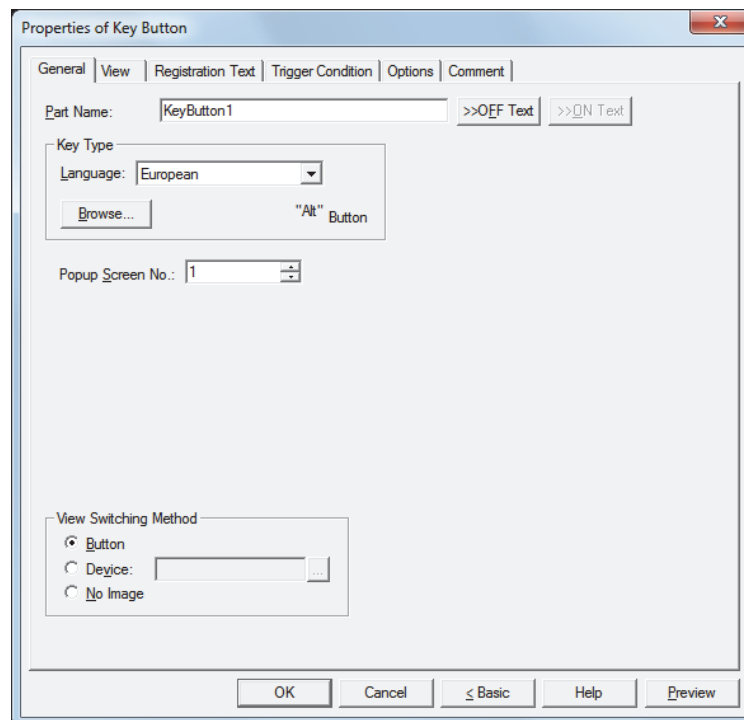 Properties of Key Button
General View Registration Text Trigger Condition Options Comment
Part Name: KeyButton1 >>OFF Text >>ON Text
Key Type
Language: European
Browse... "Alt" Button
Popup Screen No.: 1
View Switching Method
Button
Device: ...
No Image
OK Cancel < Basic Help Preview